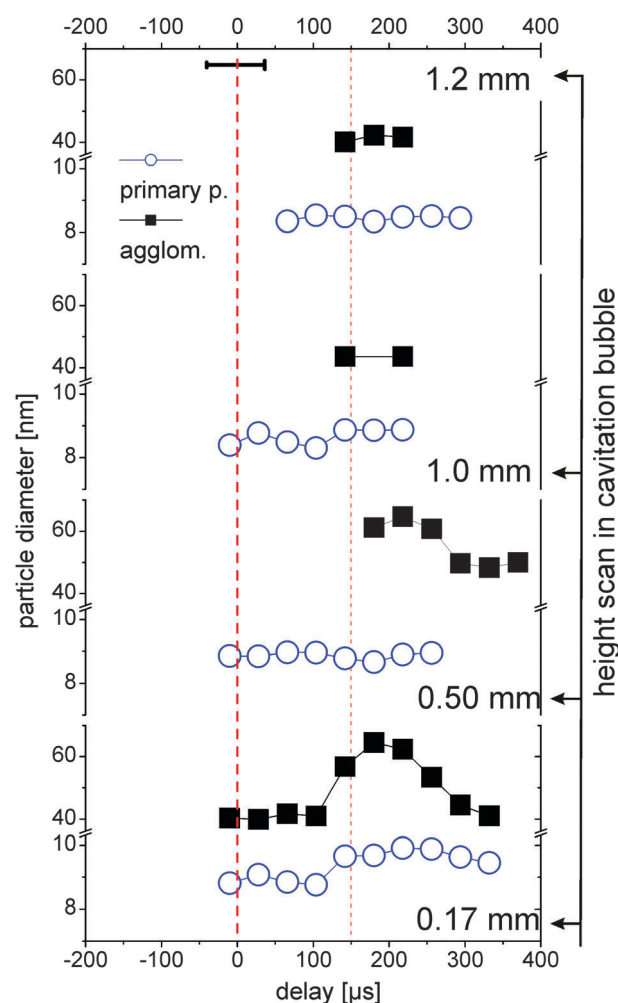 -200 -100 0 100 200 300 400
60
1.2 mm
40
10
primary p.
8
agglom.
60
40
10
8
1.0 mm
60
40
10
8
0.50 mm
60
40
10
8
0.17 mm
-200 -100 0 100 200 300 400
delay [µs]
particle diameter [nm]
height scan in cavitation bubble